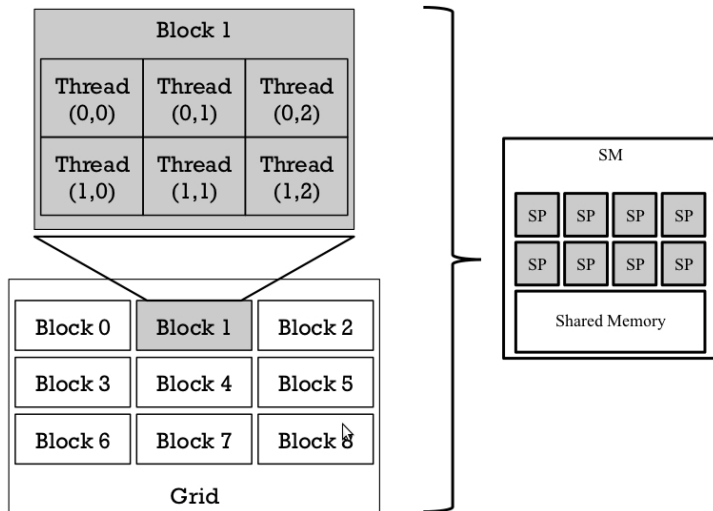 Block 1
Thread (0,0)
Thread (0,1)
Thread (0,2)
Thread (1,0)
Thread (1,1)
Thread (1,2)
Block 0
Block 1
Block 2
Block 3
Block 4
Block 5
Block 6
Block 7
Block 8
Grid
SM
SP
SP
SP
SP
SP
SP
SP
SP
Shared Memory